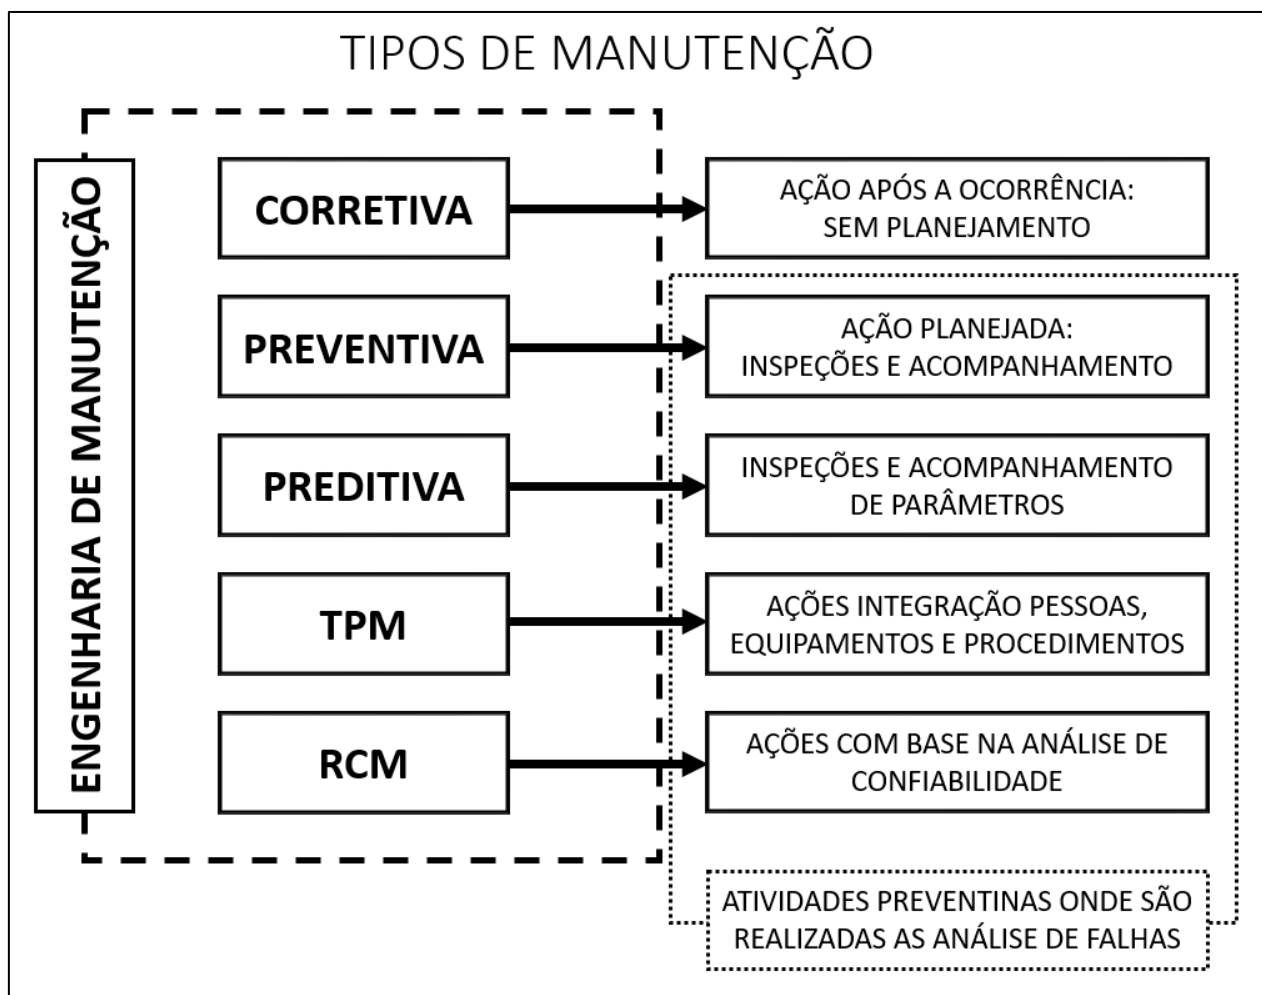 TIPOS DE MANUTENÇÃO
ENGENHARIA DE MANUTENÇÃO
CORRETIVA
AÇÃO APÓS A OCORRÊNCIA:
SEM PLANEJAMENTO
PREVENTIVA
AÇÃO PLANEJADA:
INSPEÇÕES E ACOMPANHAMENTO
PREDITIVA
INSPEÇÕES E ACOMPANHAMENTO
DE PARÂMETROS
TPM
AÇÕES INTEGRAÇÃO PESSOAS,
EQUIPAMENTOS E PROCEDIMENTOS
RCM
AÇÕES COM BASE NA ANÁLISE DE
CONFIABILIDADE
ATIVIDADES PREVENTINAS ONDE SÃO
REALIZADAS AS ANÁLISE DE FALHAS